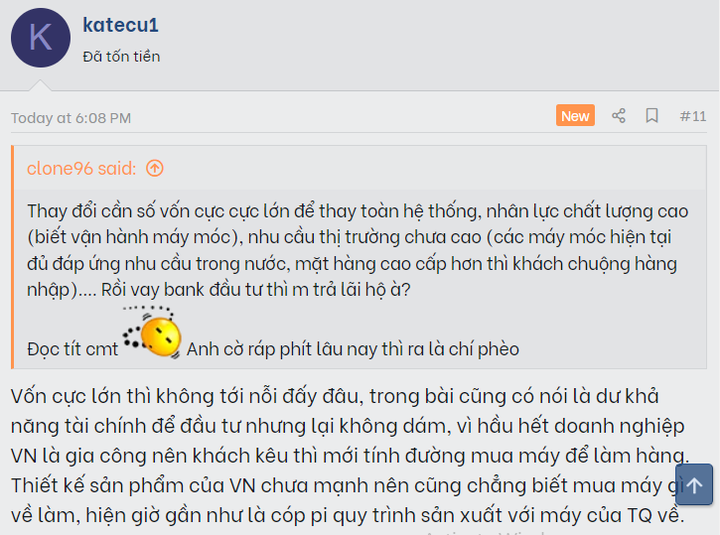 K
katecu1
Đã tốn tiền
Today at 6:08 PM
New
#11
clone96 said:
Thay đổi cần số vốn cực cực lớn để thay toàn hệ thống, nhân lực chất lượng cao
(biết vận hành máy móc), nhu cầu thị trường chưa cao (các máy móc hiện tại
đủ đáp ứng nhu cầu trong nước, mặt hàng cao cấp hơn thì khách chuộng hàng
nhập).... Rồi vay bank đầu tư thì m trả lãi hộ à?
Đọc tít cmt Anh cờ ráp phít lâu nay thì ra là chí phèo
Vốn cực lớn thì không tới nỗi đấy đâu, trong bài cũng có nói là dư khả
năng tài chính để đầu tư nhưng lại không dám, vì hầu hết doanh nghiệp
VN là gia công nên khách kêu thì mới tính đường mua máy để làm hàng.
Thiết kế sản phẩm của VN chưa mạnh nên cũng chẳng biết mua máy gì
về làm, hiện giờ gần như là cóp pi quy trình sản xuất với máy của TQ về.